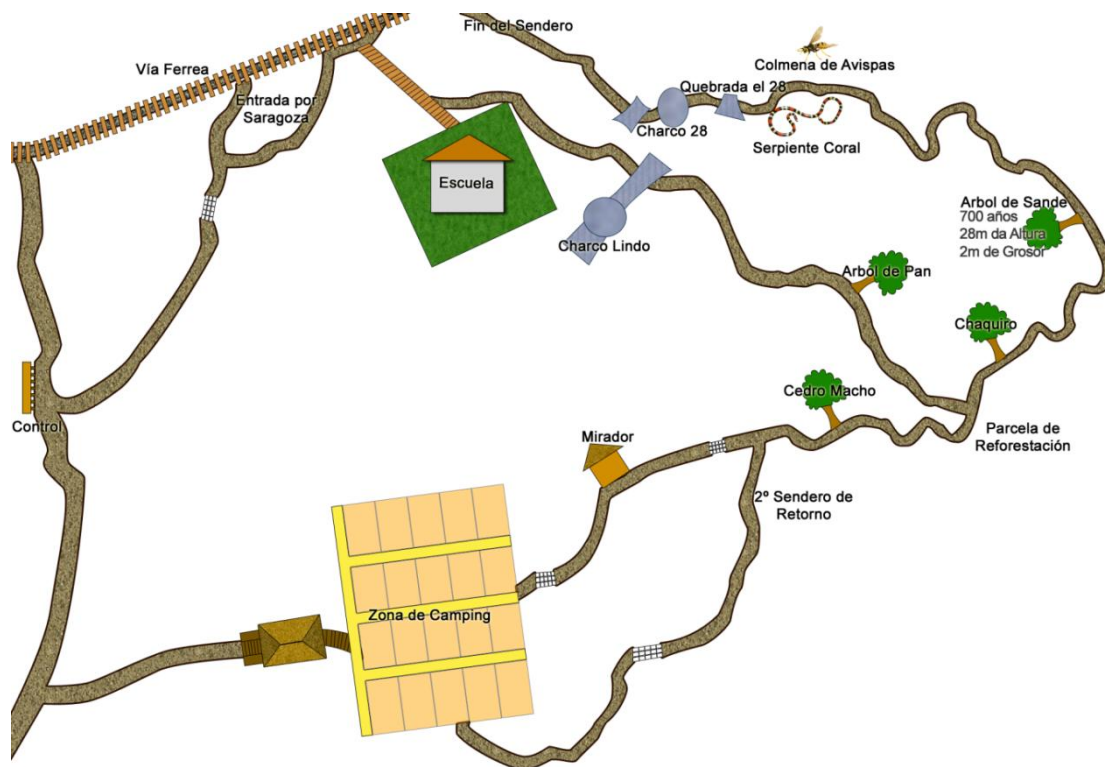 Fin del Sendero
Vía Ferrea
Colmena de Avispas
Quebrada el 28
Entrada por
Saragoza
Charco 28
Serpiente Coral
Escuela
Arbol de Sande
700 años
28m da Altura
2m de Grosor
Charco Lindo
Arbol de Pan
Chaquiro
Cedro Macho
Control
Mirador
Parcela de
Reforestación
2º Sendero de
Retorno
Zona de Camping